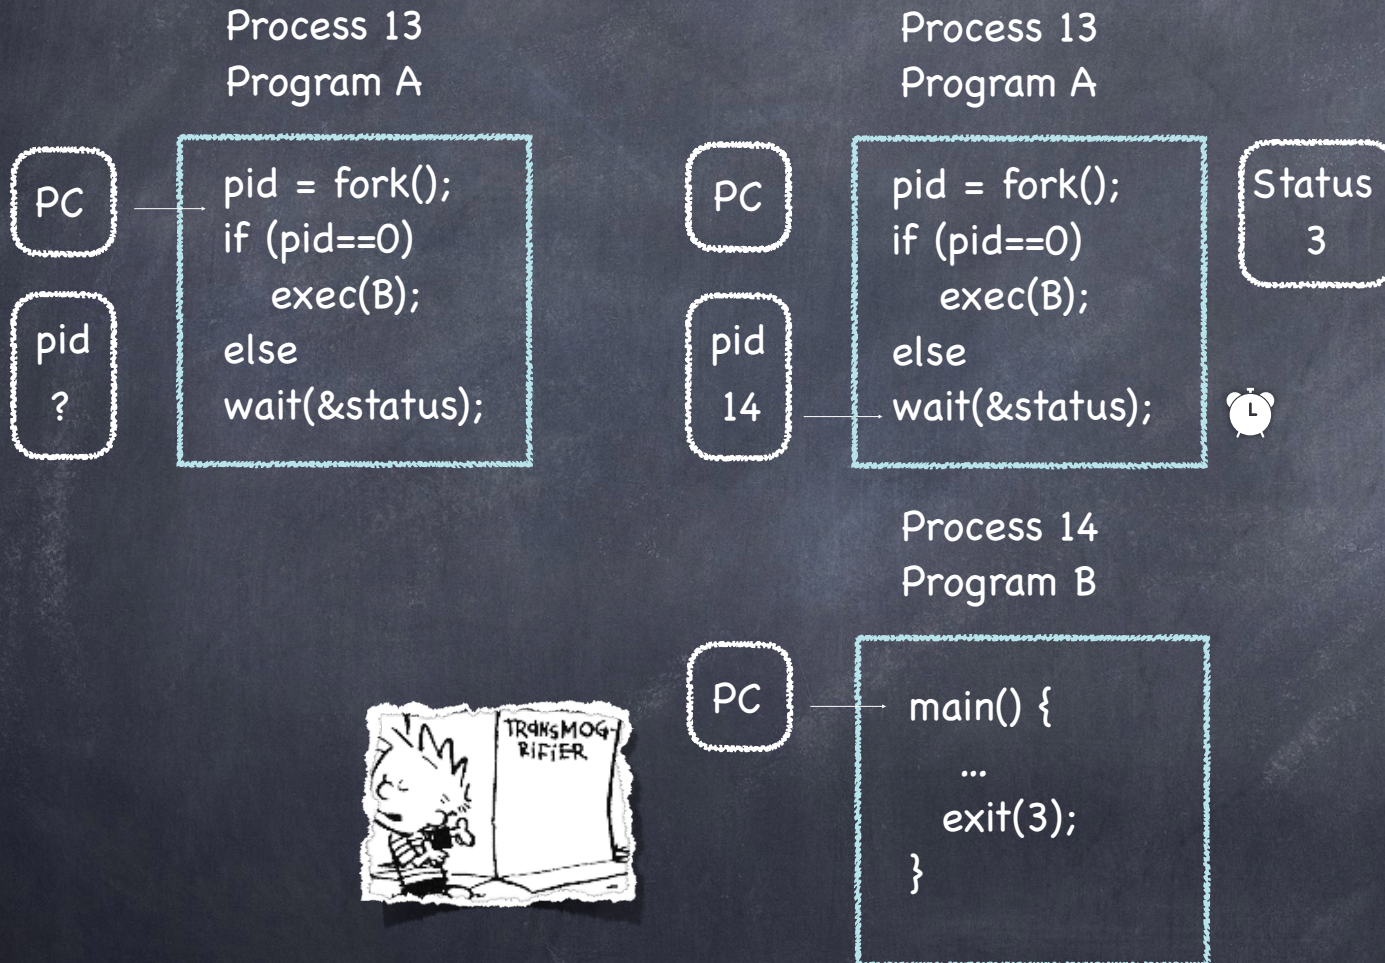 Process 13
Program A
PC
pid
?
pid = fork();
if (pid==0)
exec(B);
else
wait(&status);
Process 13
Program A
PC
pid
14
pid = fork();
if (pid==0)
exec(B);
else
wait(&status);
Status
3
Process 14
Program B
PC
main() {
...
exit(3);
}
TRANSMOG-
RIFIER